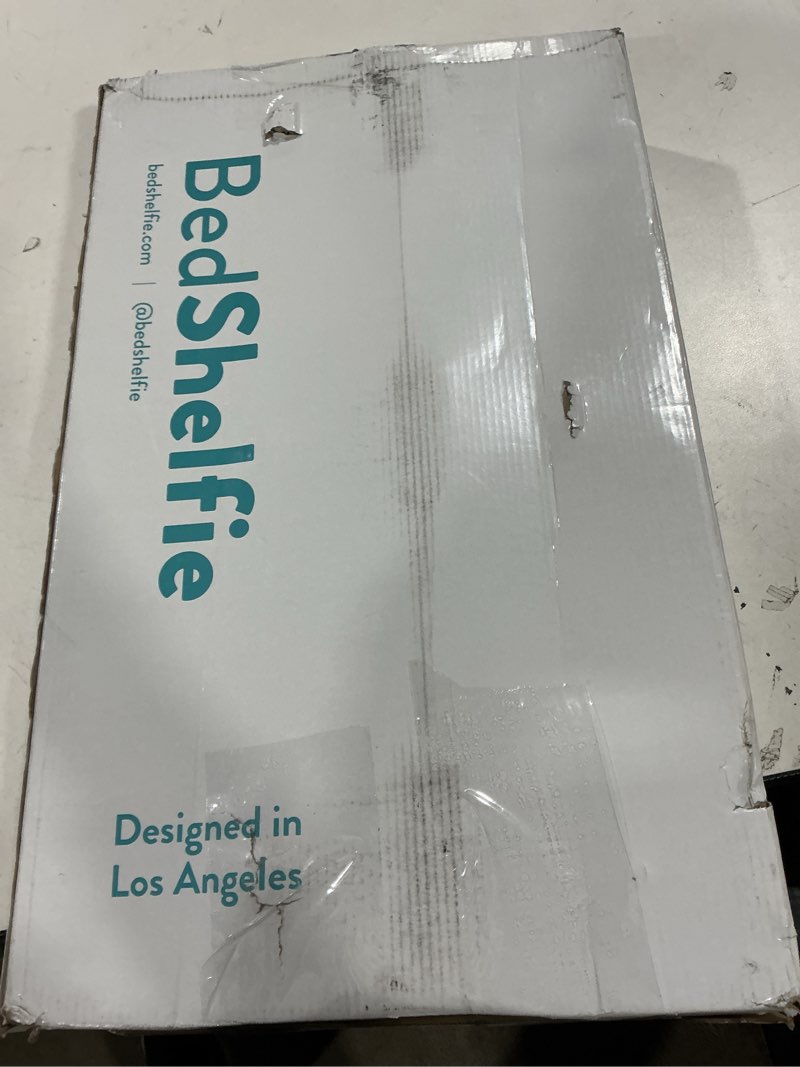 BedShelfie
bedshelfie.com | @bedshelfie
Designed in
Los Angeles